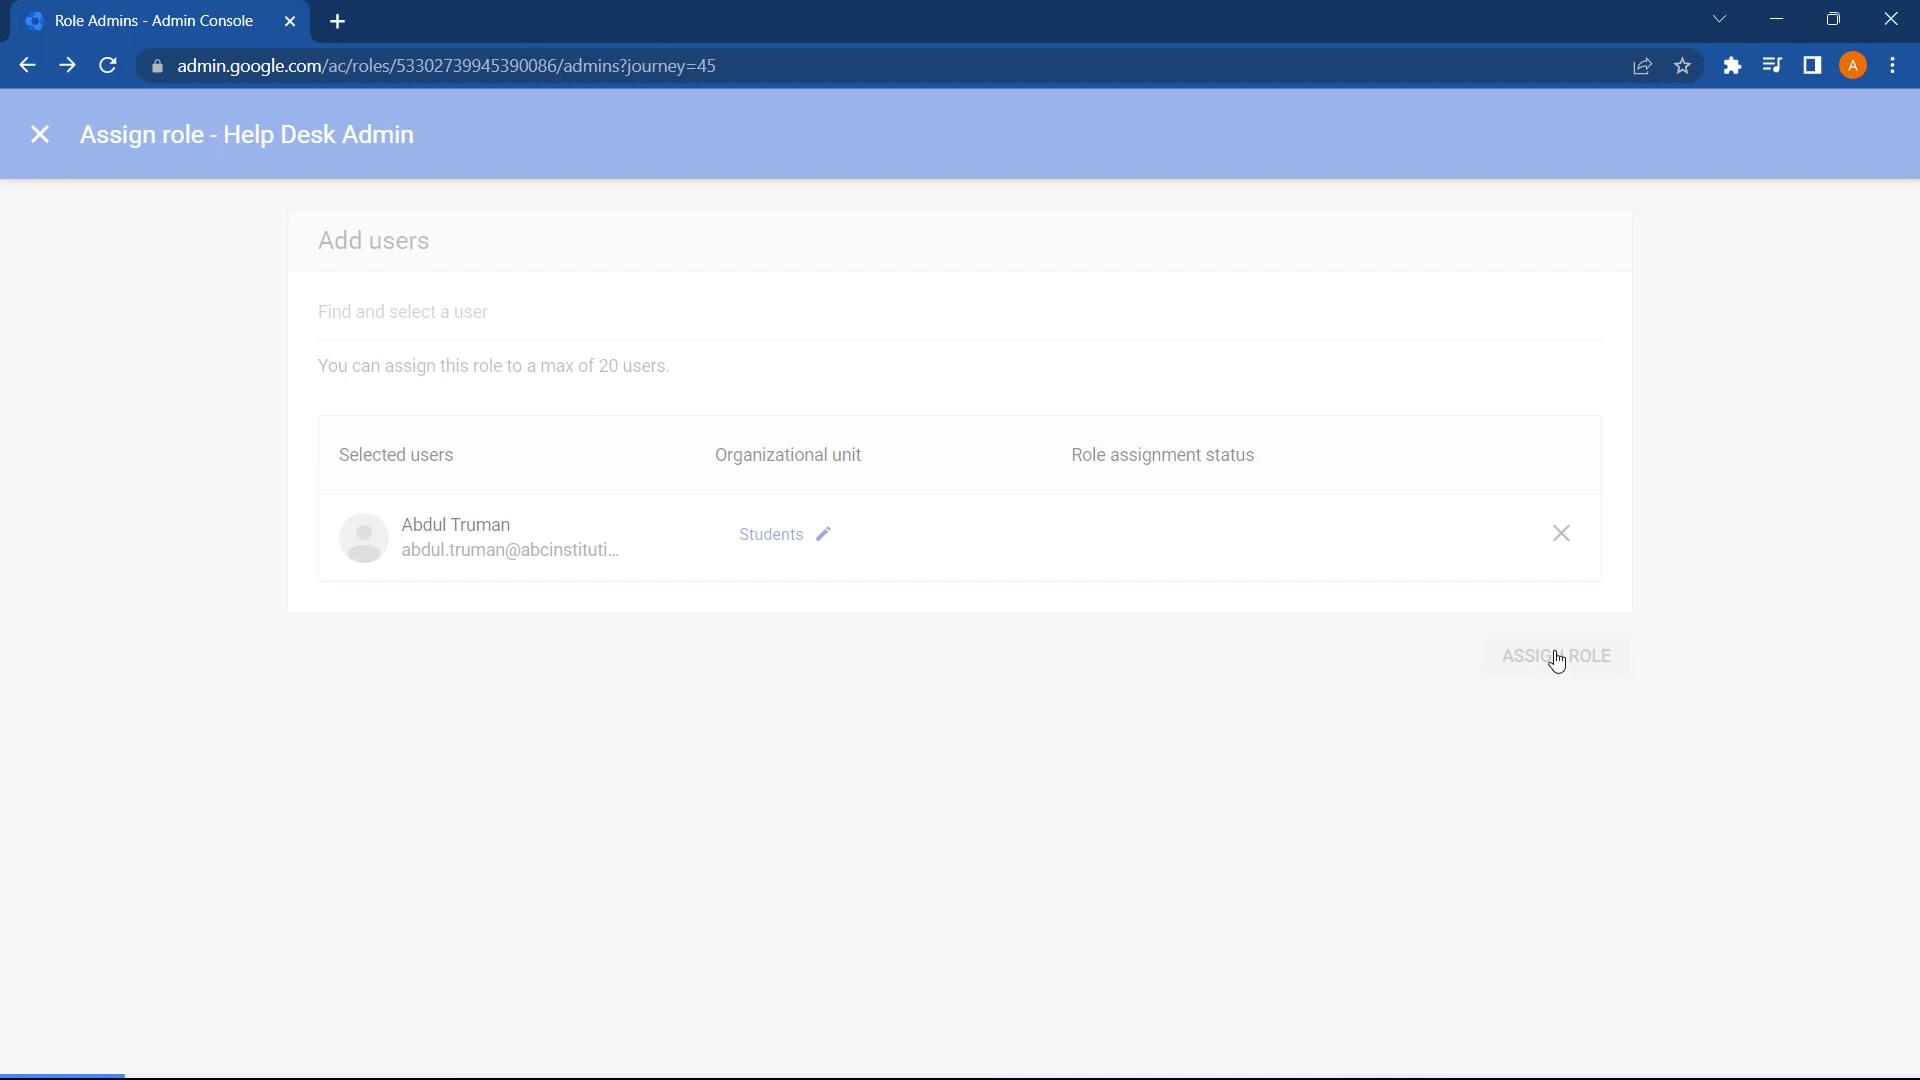 Role Admins - Admin Console
admin.google.com/ac/roles/53302739945390086/admins?journey=45
A
Assign role - Help Desk Admin
Add users
Find and select a user
You can assign this role to a max of 20 users.
Selected users Organizational unit Role assignment status
Abdul Truman
abdul.truman@abcinstituti...
Students
ASSIGN ROLE